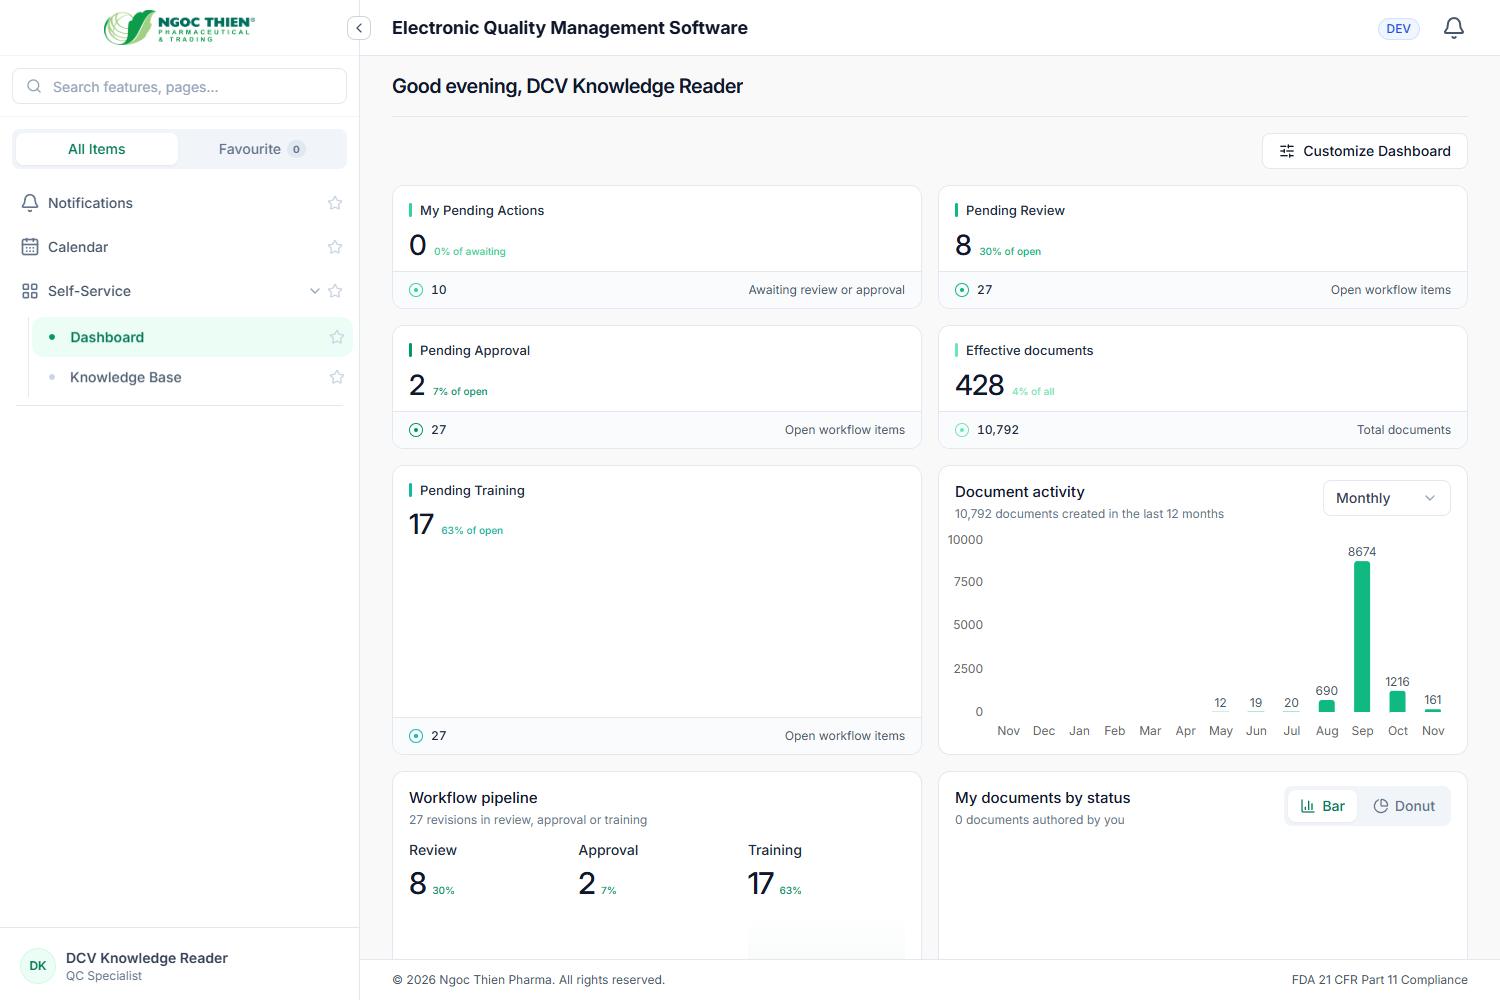 NGOC THIEN®
PHARMACEUTICAL
& TRADING
Search features, pages...
All Items
Favourite 0
Notifications
Calendar
Self-Service
Dashboard
Knowledge Base
DK
DCV Knowledge Reader
QC Specialist
Electronic Quality Management Software
DEV
Good evening, DCV Knowledge Reader
Customize Dashboard
My Pending Actions
0 0% of awaiting
10 Awaiting review or approval
Pending Review
8 30% of open
27 Open workflow items
Pending Approval
2 7% of open
27 Open workflow items
Effective documents
428 4% of all
10,792 Total documents
Pending Training
17 63% of open
27 Open workflow items
Document activity
10,792 documents created in the last 12 months
Monthly
10000
7500
5000
2500
0
12 19 20 690 8674 1216 161
Nov Dec Jan Feb Mar Apr May Jun Jul Aug Sep Oct Nov
Workflow pipeline
27 revisions in review, approval or training
Review Approval Training
8 30% 2 7% 17 63%
My documents by status
0 documents authored by you
Bar Donut
© 2026 Ngoc Thien Pharma. All rights reserved.
FDA 21 CFR Part 11 Compliance